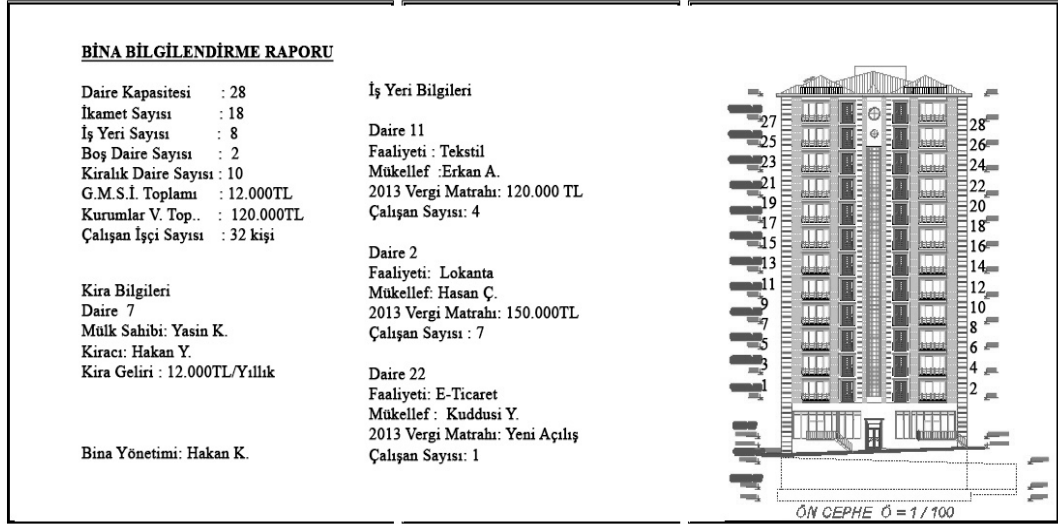 BİNA BİLGİLENDİRME RAPORU
Daire Kapasitesi : 28
İkamet Sayısı : 18
İş Yeri Sayısı : 8
Boş Daire Sayısı : 2
Kiralık Daire Sayısı : 10
G.M.S.İ. Toplamı : 12.000TL
Kurumlar V. Top.. : 120.000TL
Çalışan İşçi Sayısı : 32 kişi
Kira Bilgileri
Daire 7
Mülk Sahibi: Yasin K.
Kiracı: Hakan Y.
Kira Geliri : 12.000TL/Yıllık
Bina Yönetimi: Hakan K.
İş Yeri Bilgileri
Daire 11
Faaliyeti : Tekstil
Mükellef :Erkan A.
2013 Vergi Matrahı: 120.000 TL
Çalışan Sayısı: 4
Daire 2
Faaliyeti: Lokanta
Mükellef: Hasan Ç.
2013 Vergi Matrahı: 150.000TL
Çalışan Sayısı : 7
Daire 22
Faaliyeti: E-Ticaret
Mükellef : Kuddusi Y.
2013 Vergi Matrahı: Yeni Açılış
Çalışan Sayısı: 1
27 28
25 26
23 24
21 22
19 20
17 18
15 16
13 14
11 12
9 10
7 8
5 6
3 4
1 2
ÖN CEPHE Ö = 1 / 100